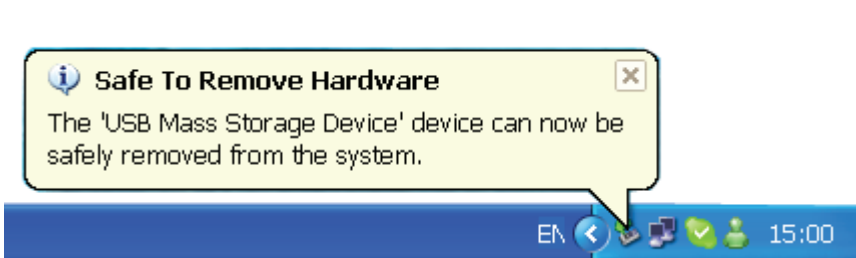 Safe To Remove Hardware
The 'USB Mass Storage Device' device can now be
safely removed from the system.
EN 15:00